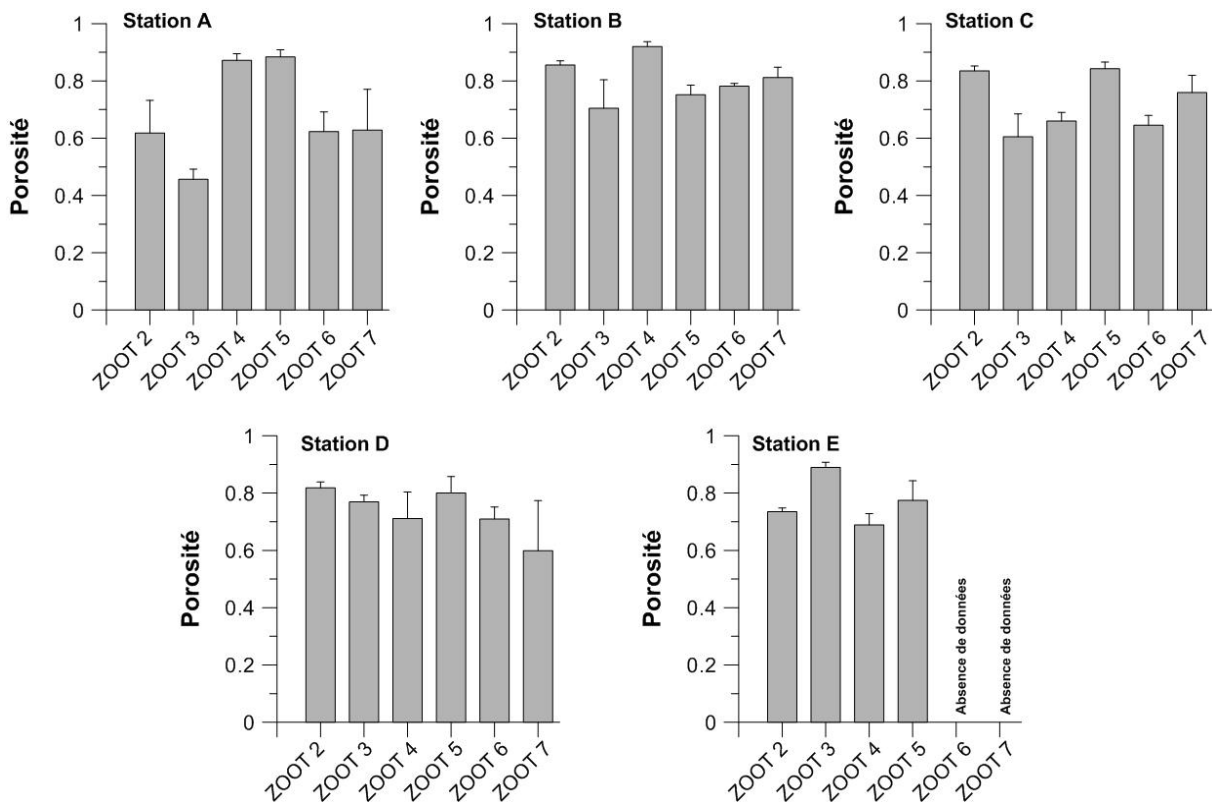 Station A
Porosité
1
0.8
0.6
0.4
0.2
0
ZOOT 2
ZOOT 3
ZOOT 4
ZOOT 5
ZOOT 6
ZOOT 7
Station B
Porosité
1
0.8
0.6
0.4
0.2
0
ZOOT 2
ZOOT 3
ZOOT 4
ZOOT 5
ZOOT 6
ZOOT 7
Station C
Porosité
1
0.8
0.6
0.4
0.2
0
ZOOT 2
ZOOT 3
ZOOT 4
ZOOT 5
ZOOT 6
ZOOT 7
Station D
Porosité
1
0.8
0.6
0.4
0.2
0
ZOOT 2
ZOOT 3
ZOOT 4
ZOOT 5
ZOOT 6
ZOOT 7
Station E
Porosité
1
0.8
0.6
0.4
0.2
0
Absence de données
Absence de données
ZOOT 2
ZOOT 3
ZOOT 4
ZOOT 5
ZOOT 6
ZOOT 7